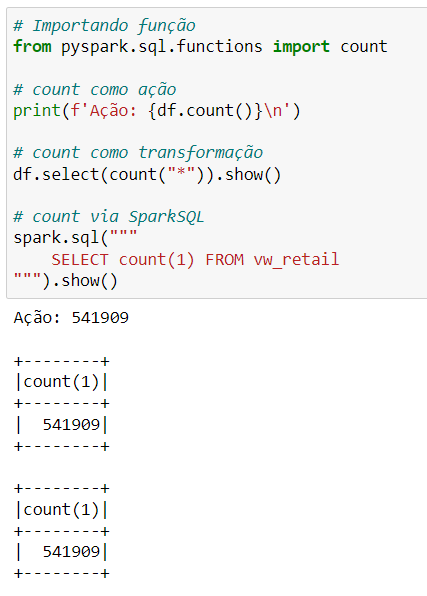 # Importando função
from pyspark.sql.functions import count
# count como ação
print(f'Ação: {df.count()}\n')
# count como transformação
df.select(count("*")).show()
# count via SparkSQL
spark.sql("""
    SELECT count(1) FROM vw_retail
""").show()
Ação: 541909
+--------+
|count(1)|
+--------+
|  541909|
+--------+
+--------+
|count(1)|
+--------+
|  541909|
+--------+